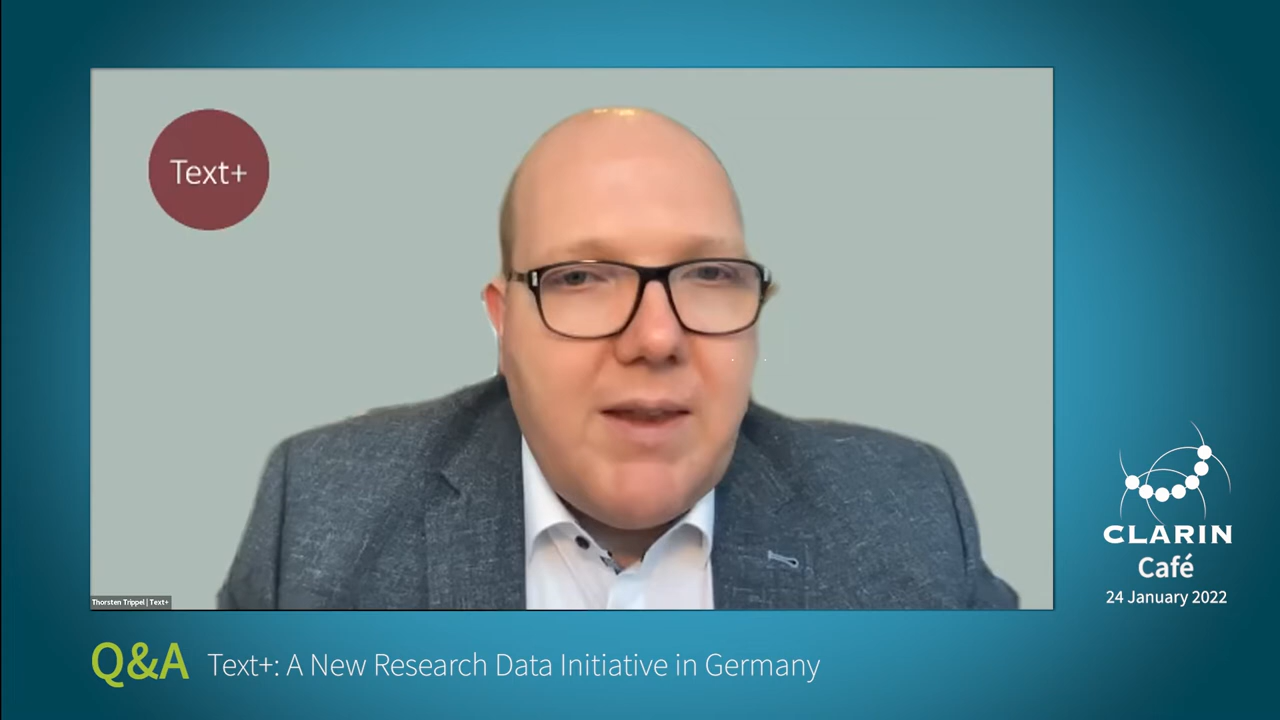 Text+
Thorsten Trippel | Text+
CLARIN
Café
24 January 2022
Q&A Text+: A New Research Data Initiative in Germany